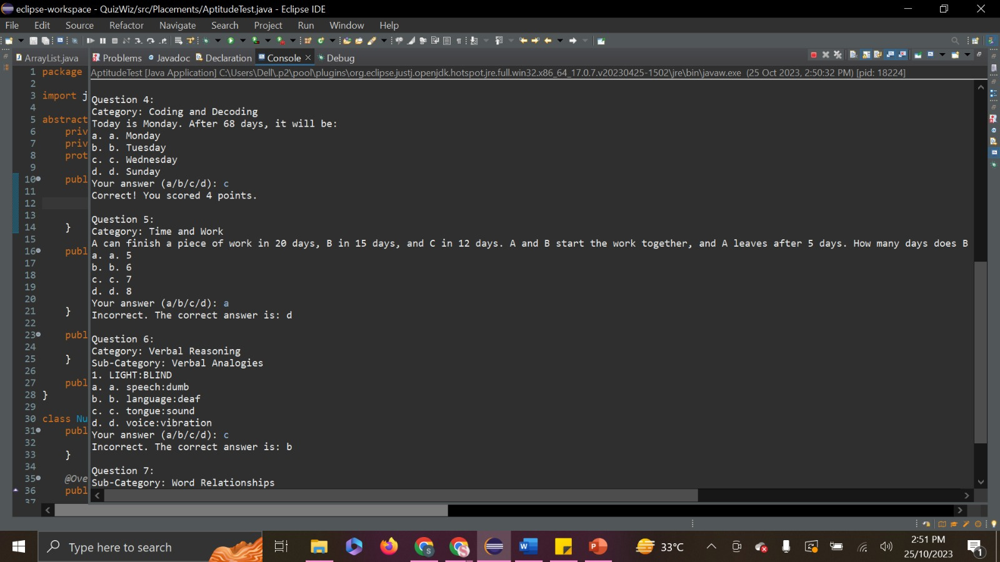 eclipse-workspace - QuizWiz/src/Placements/AptitudeTest.java - Eclipse IDE
File Edit Source Refactor Navigate Search Project Run Window Help
ArrayList.java Problems Javadoc Declaration Console Debug
AptitudeTest [Java Application] C:\Users\Dell\.p2\pool\plugins\org.eclipse.justj.openjdk.hotspot.jre.full.win32.x86_64_17.0.7.v20230425-1502\jre\bin\javaw.exe (25 Oct 2023, 2:50:32 PM) [pid: 18224]
1 package
2
3 import j
4
5 abstract
6 priv
7 priv
8 prot
9
10 publ
11
12
13
14 }
15
16 publ
17
18
19
20
21 }
22
23 publ
24
25 }
26
27 publ
28 }
29
30 class Nu
31 publ
32
33 }
34
35 @Ove
36 publ
37
Question 4:
Category: Coding and Decoding
Today is Monday. After 68 days, it will be:
a. a. Monday
b. b. Tuesday
c. c. Wednesday
d. d. Sunday
Your answer (a/b/c/d): c
Correct! You scored 4 points.
Question 5:
Category: Time and Work
A can finish a piece of work in 20 days, B in 15 days, and C in 12 days. A and B start the work together, and A leaves after 5 days. How many days does B
a. a. 5
b. b. 6
c. c. 7
d. d. 8
Your answer (a/b/c/d): a
Incorrect. The correct answer is: d
Question 6:
Category: Verbal Reasoning
Sub-Category: Verbal Analogies
1. LIGHT:BLIND
a. a. speech:dumb
b. b. language:deaf
c. c. tongue:sound
d. d. voice:vibration
Your answer (a/b/c/d): c
Incorrect. The correct answer is: b
Question 7:
Sub-Category: Word Relationships
Type here to search
33°C
2:51 PM
25/10/2023
1